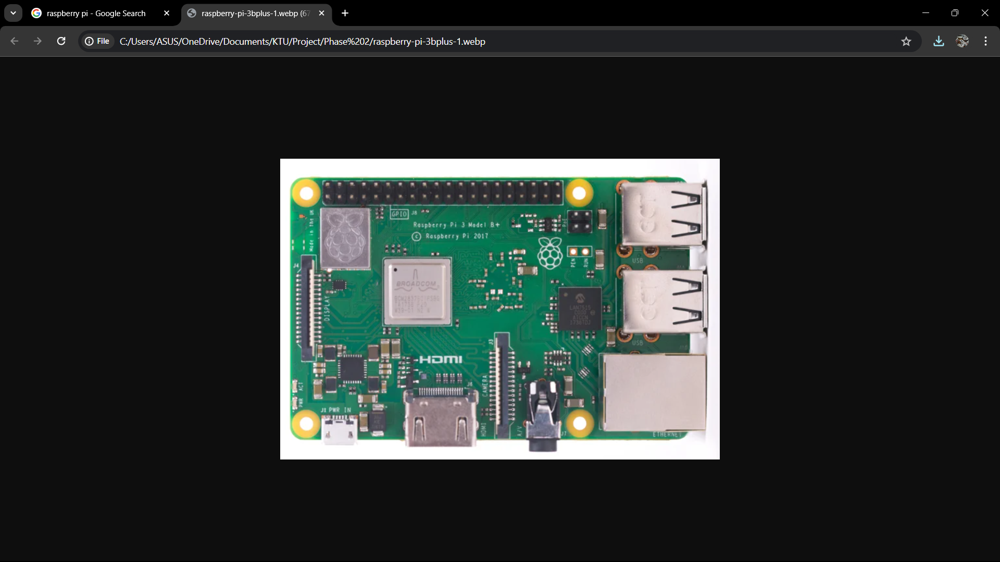 raspberry pi - Google Search
raspberry-pi-3bplus-1.webp (67
File
C:/Users/ASUS/OneDrive/Documents/KTU/Project/Phase%202/raspberry-pi-3bplus-1.webp
GPIO
J8
Raspberry Pi 3 Model B+
© Raspberry Pi 2017
Made in the UK
PoE
PEN
RUN
USB
J4
DISPLAY
BROADCOM
LAN7515
USB
J3
HDMI
CAMERA
J6
ACT
PWR
J1 PWR IN
HDMI
A/V
J7
ETHERNET